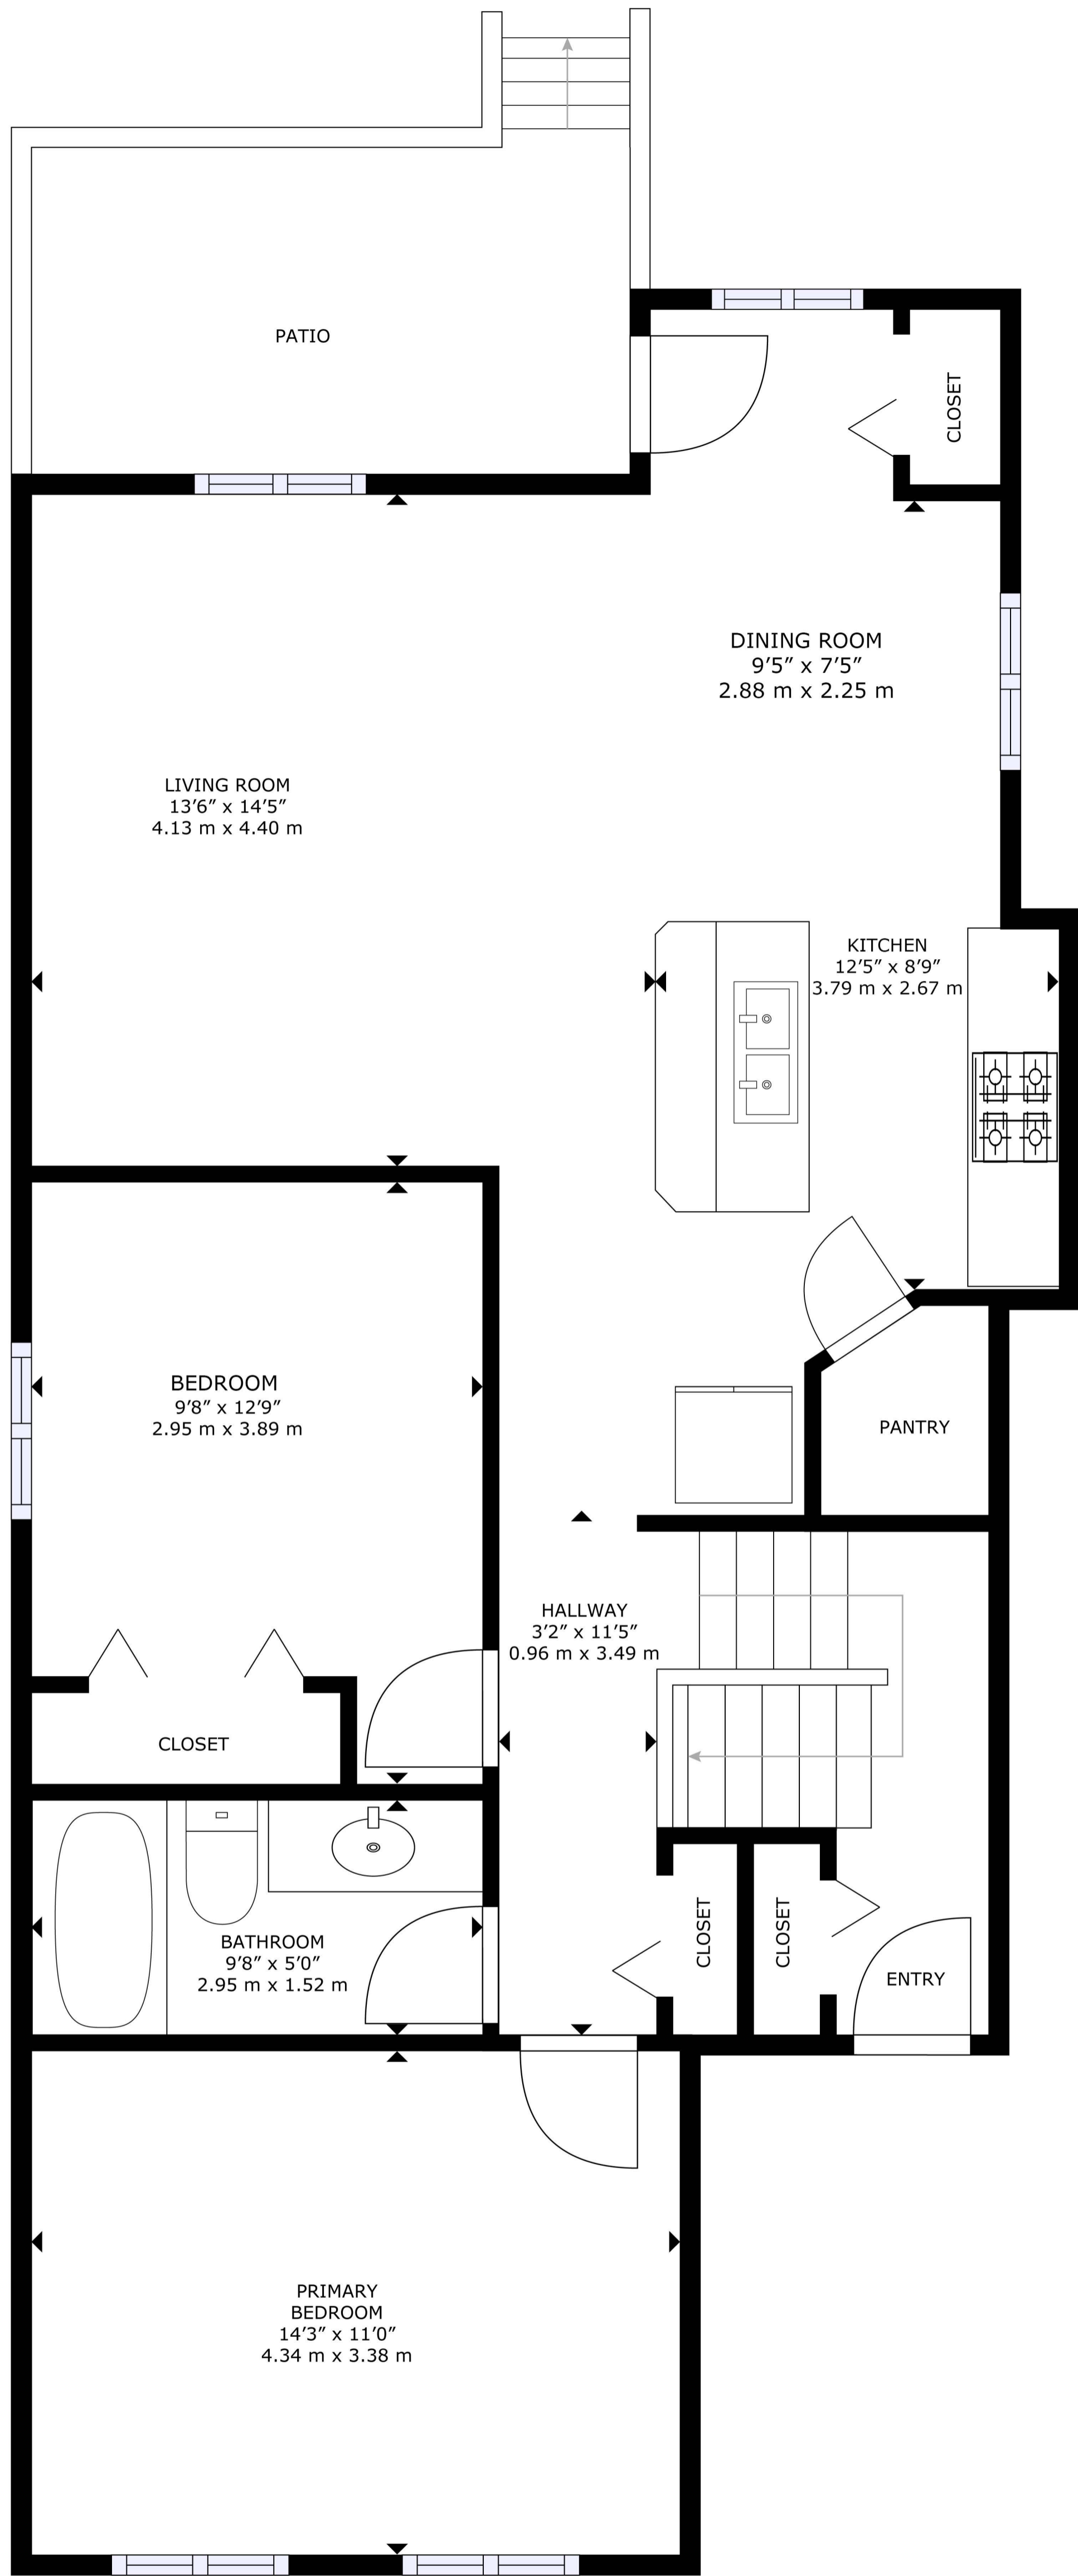 PATIO
CLOSET
DINING ROOM
9′5″ x 7′5″
2.88 m x 2.25 m
LIVING ROOM
13′6″ x 14′5″
4.13 m x 4.40 m
KITCHEN
12′5″ x 8′9″
3.79 m x 2.67 m
BEDROOM
9′8″ x 12′9″
2.95 m x 3.89 m
PANTRY
HALLWAY
3′2″ x 11′5″
0.96 m x 3.49 m
CLOSET
CLOSET
CLOSET
BATHROOM
9′8″ x 5′0″
2.95 m x 1.52 m
ENTRY
PRIMARY
BEDROOM
14′3″ x 11′0″
4.34 m x 3.38 m